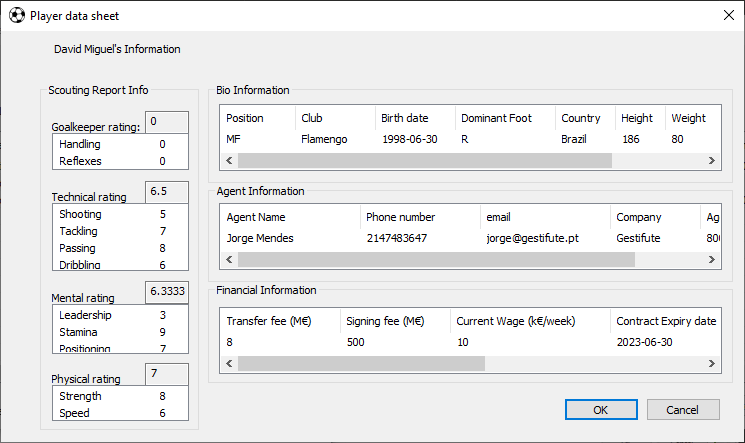 Player data sheet
David Miguel's Information
Scouting Report Info
Goalkeeper rating: 0
Handling 0
Reflexes 0
Technical rating 6.5
Shooting 5
Tackling 7
Passing 8
Dribbling 6
Mental rating 6.3333
Leadership 3
Stamina 9
Positioning 7
Physical rating 7
Strength 8
Speed 6
Bio Information
Position Club Birth date Dominant Foot Country Height Weight
MF Flamengo 1998-06-30 R Brazil 186 80
Agent Information
Agent Name Phone number email Company Ag
Jorge Mendes 2147483647 jorge@gestifute.pt Gestifute 800
Financial Information
Transfer fee (M€) Signing fee (M€) Current Wage (k€/week) Contract Expiry date
8 500 10 2023-06-30
OK Cancel